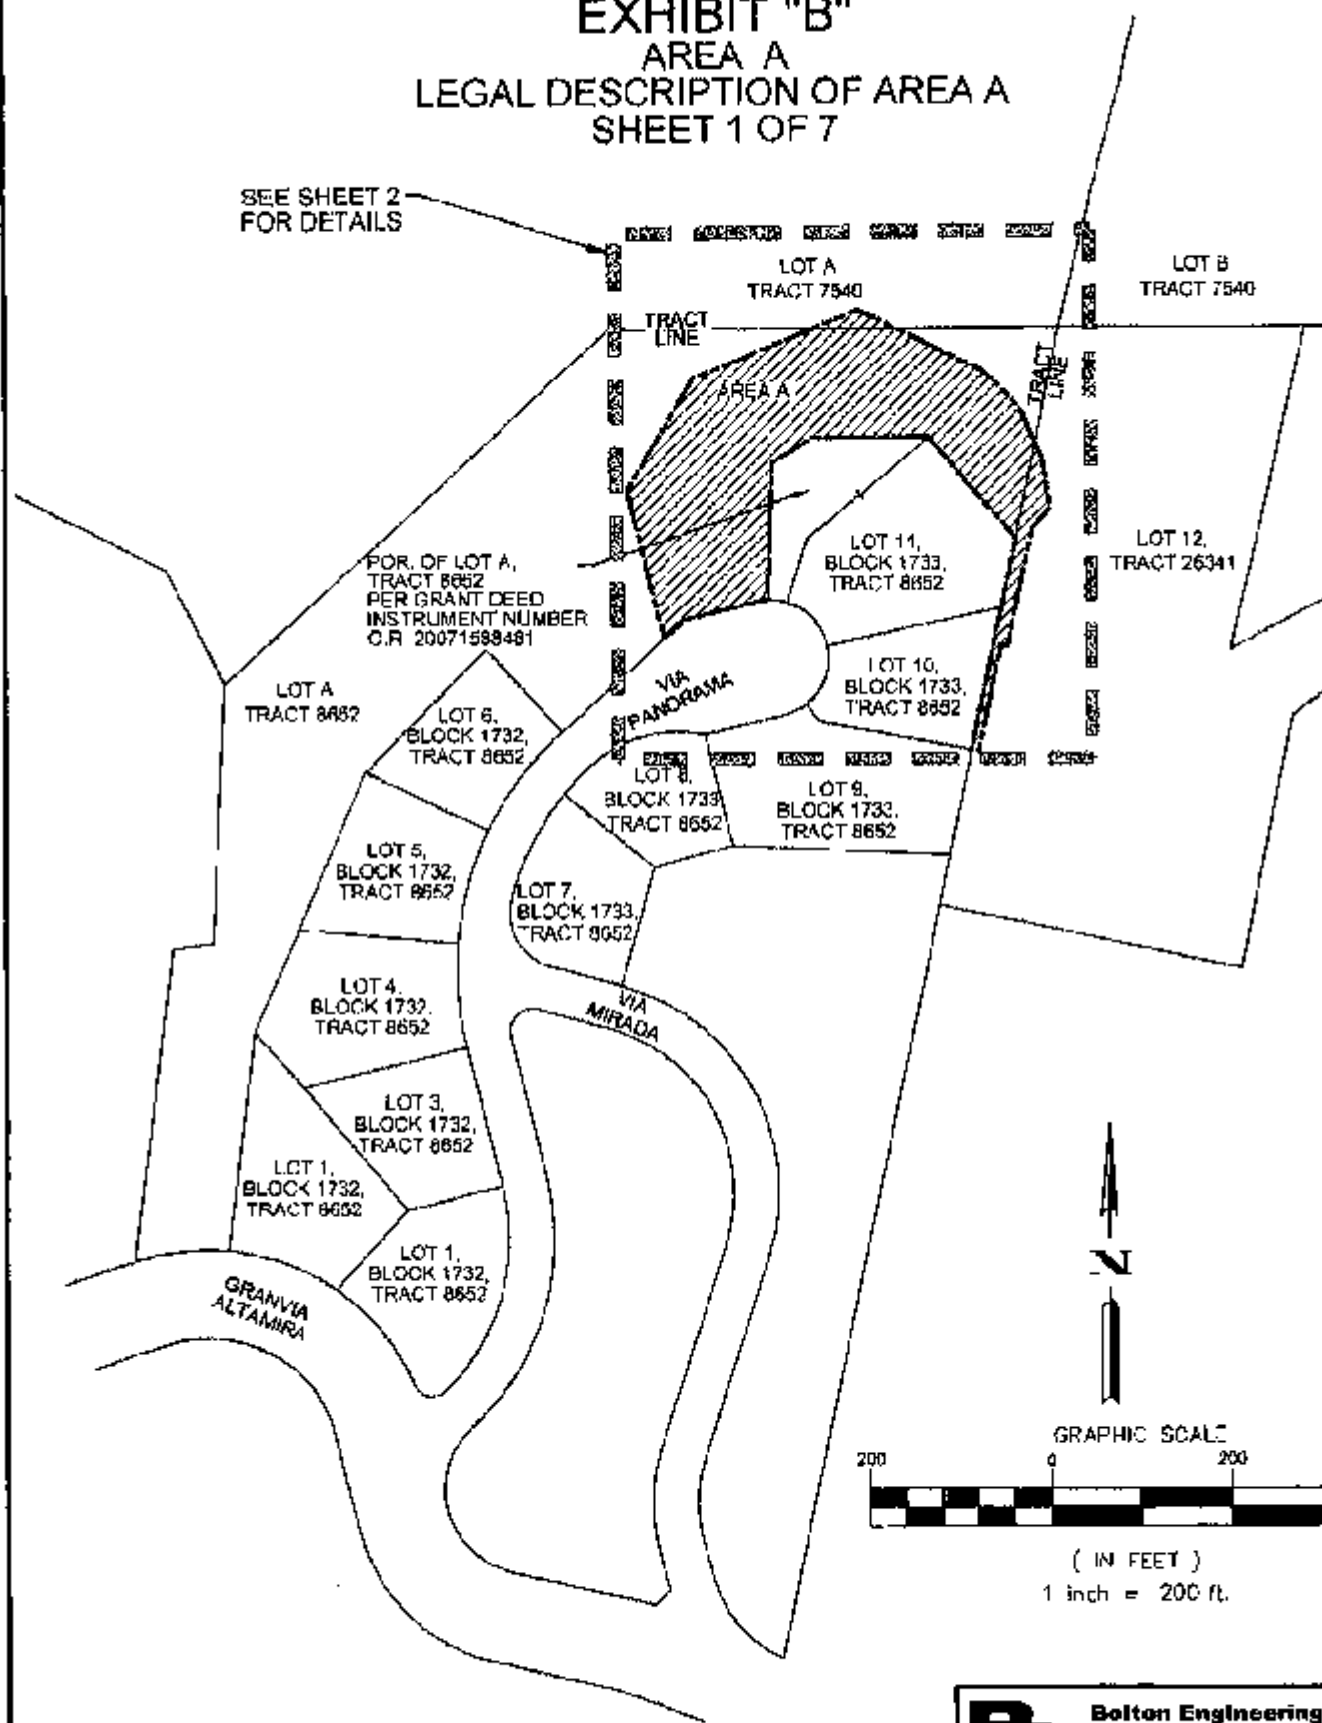 EXHIBIT "B"
AREA A
LEGAL DESCRIPTION OF AREA A
SHEET 1 OF 7
SEE SHEET 2
FOR DETAILS
LOT A
TRACT 7540
LOT B
TRACT 7540
TRACT
LINE
TRACT
LINE
AREA A
POR. OF LOT A,
TRACT 8652
PER GRANT DEED
INSTRUMENT NUMBER
O.R. 20071588481
LOT 11,
BLOCK 1733,
TRACT 8652
LOT 12,
TRACT 26341
LOT A
TRACT 8652
LOT 10,
BLOCK 1733,
TRACT 8652
VIA
PANORAMA
LOT 6,
BLOCK 1732,
TRACT 8652
LOT 8,
BLOCK 1733
TRACT 8652
LOT 9,
BLOCK 1733,
TRACT 8652
LOT 5,
BLOCK 1732,
TRACT 8652
LOT 7,
BLOCK 1733,
TRACT 8652
LOT 4,
BLOCK 1732,
TRACT 8652
VIA
MIRADA
LOT 3,
BLOCK 1732,
TRACT 8652
LOT 1,
BLOCK 1732,
TRACT 8652
LOT 1,
BLOCK 1732,
TRACT 8652
GRANVIA
ALTAMIRA
N
GRAPHIC SCALE
200 0 200
( IN FEET )
1 inch = 200 ft.
Bolton Engineering